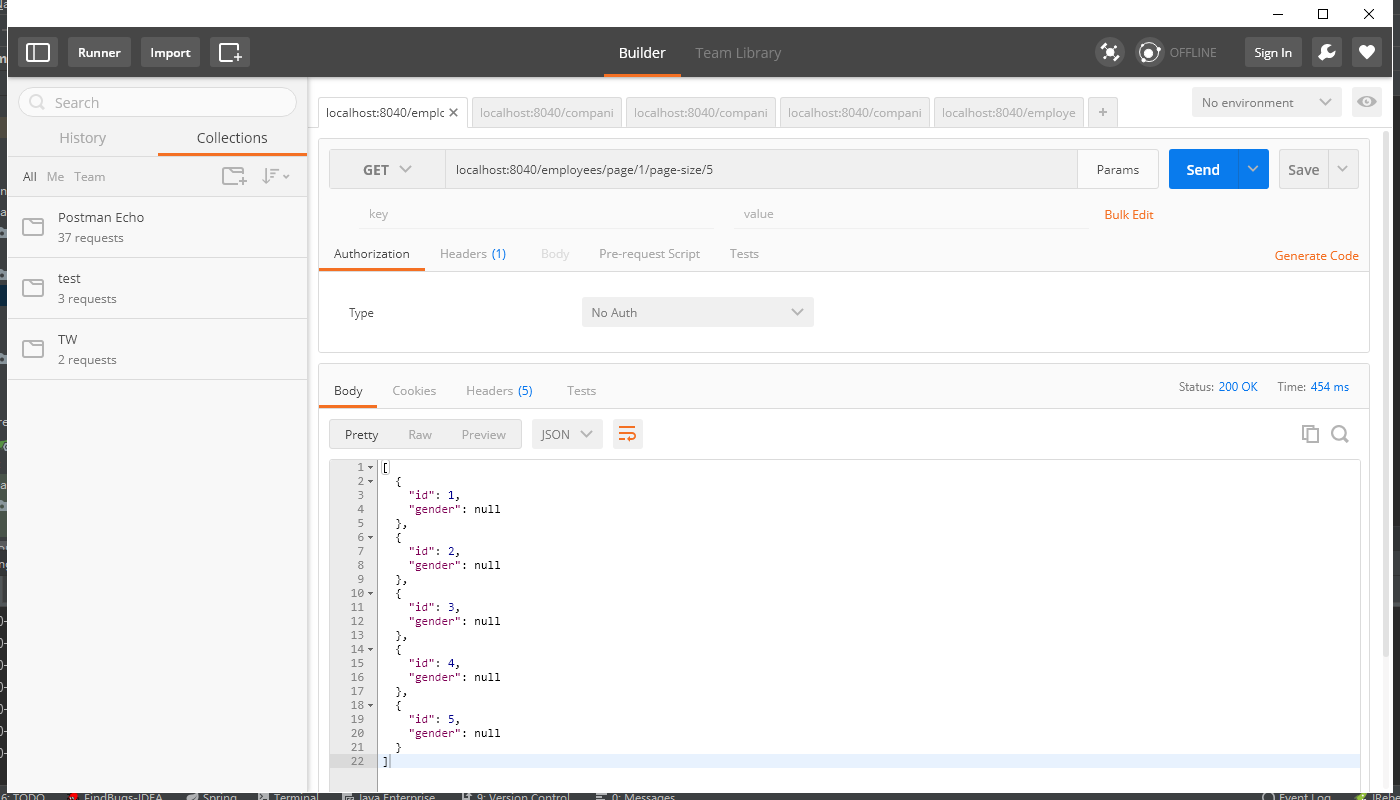 Runner
Import
Builder
Team Library
OFFLINE
Sign In
Search
History
Collections
All Me Team
Postman Echo
37 requests
test
3 requests
TW
2 requests
localhost:8040/emplc
localhost:8040/compani
localhost:8040/compani
localhost:8040/compani
localhost:8040/employe
+
No environment
GET
localhost:8040/employees/page/1/page-size/5
Params
Send
Save
key
value
Bulk Edit
Authorization
Headers (1)
Body
Pre-request Script
Tests
Generate Code
Type
No Auth
Body
Cookies
Headers (5)
Tests
Status: 200 OK
Time: 454 ms
Pretty
Raw
Preview
JSON
1 [
2 {
3 "id": 1,
4 "gender": null
5 },
6 {
7 "id": 2,
8 "gender": null
9 },
10 {
11 "id": 3,
12 "gender": null
13 },
14 {
15 "id": 4,
16 "gender": null
17 },
18 {
19 "id": 5,
20 "gender": null
21 }
22 ]
6: TODO
FindBugs-IDEA
Spring
Terminal
Java Enterprise
9: Version Control
0: Messages
Event Log